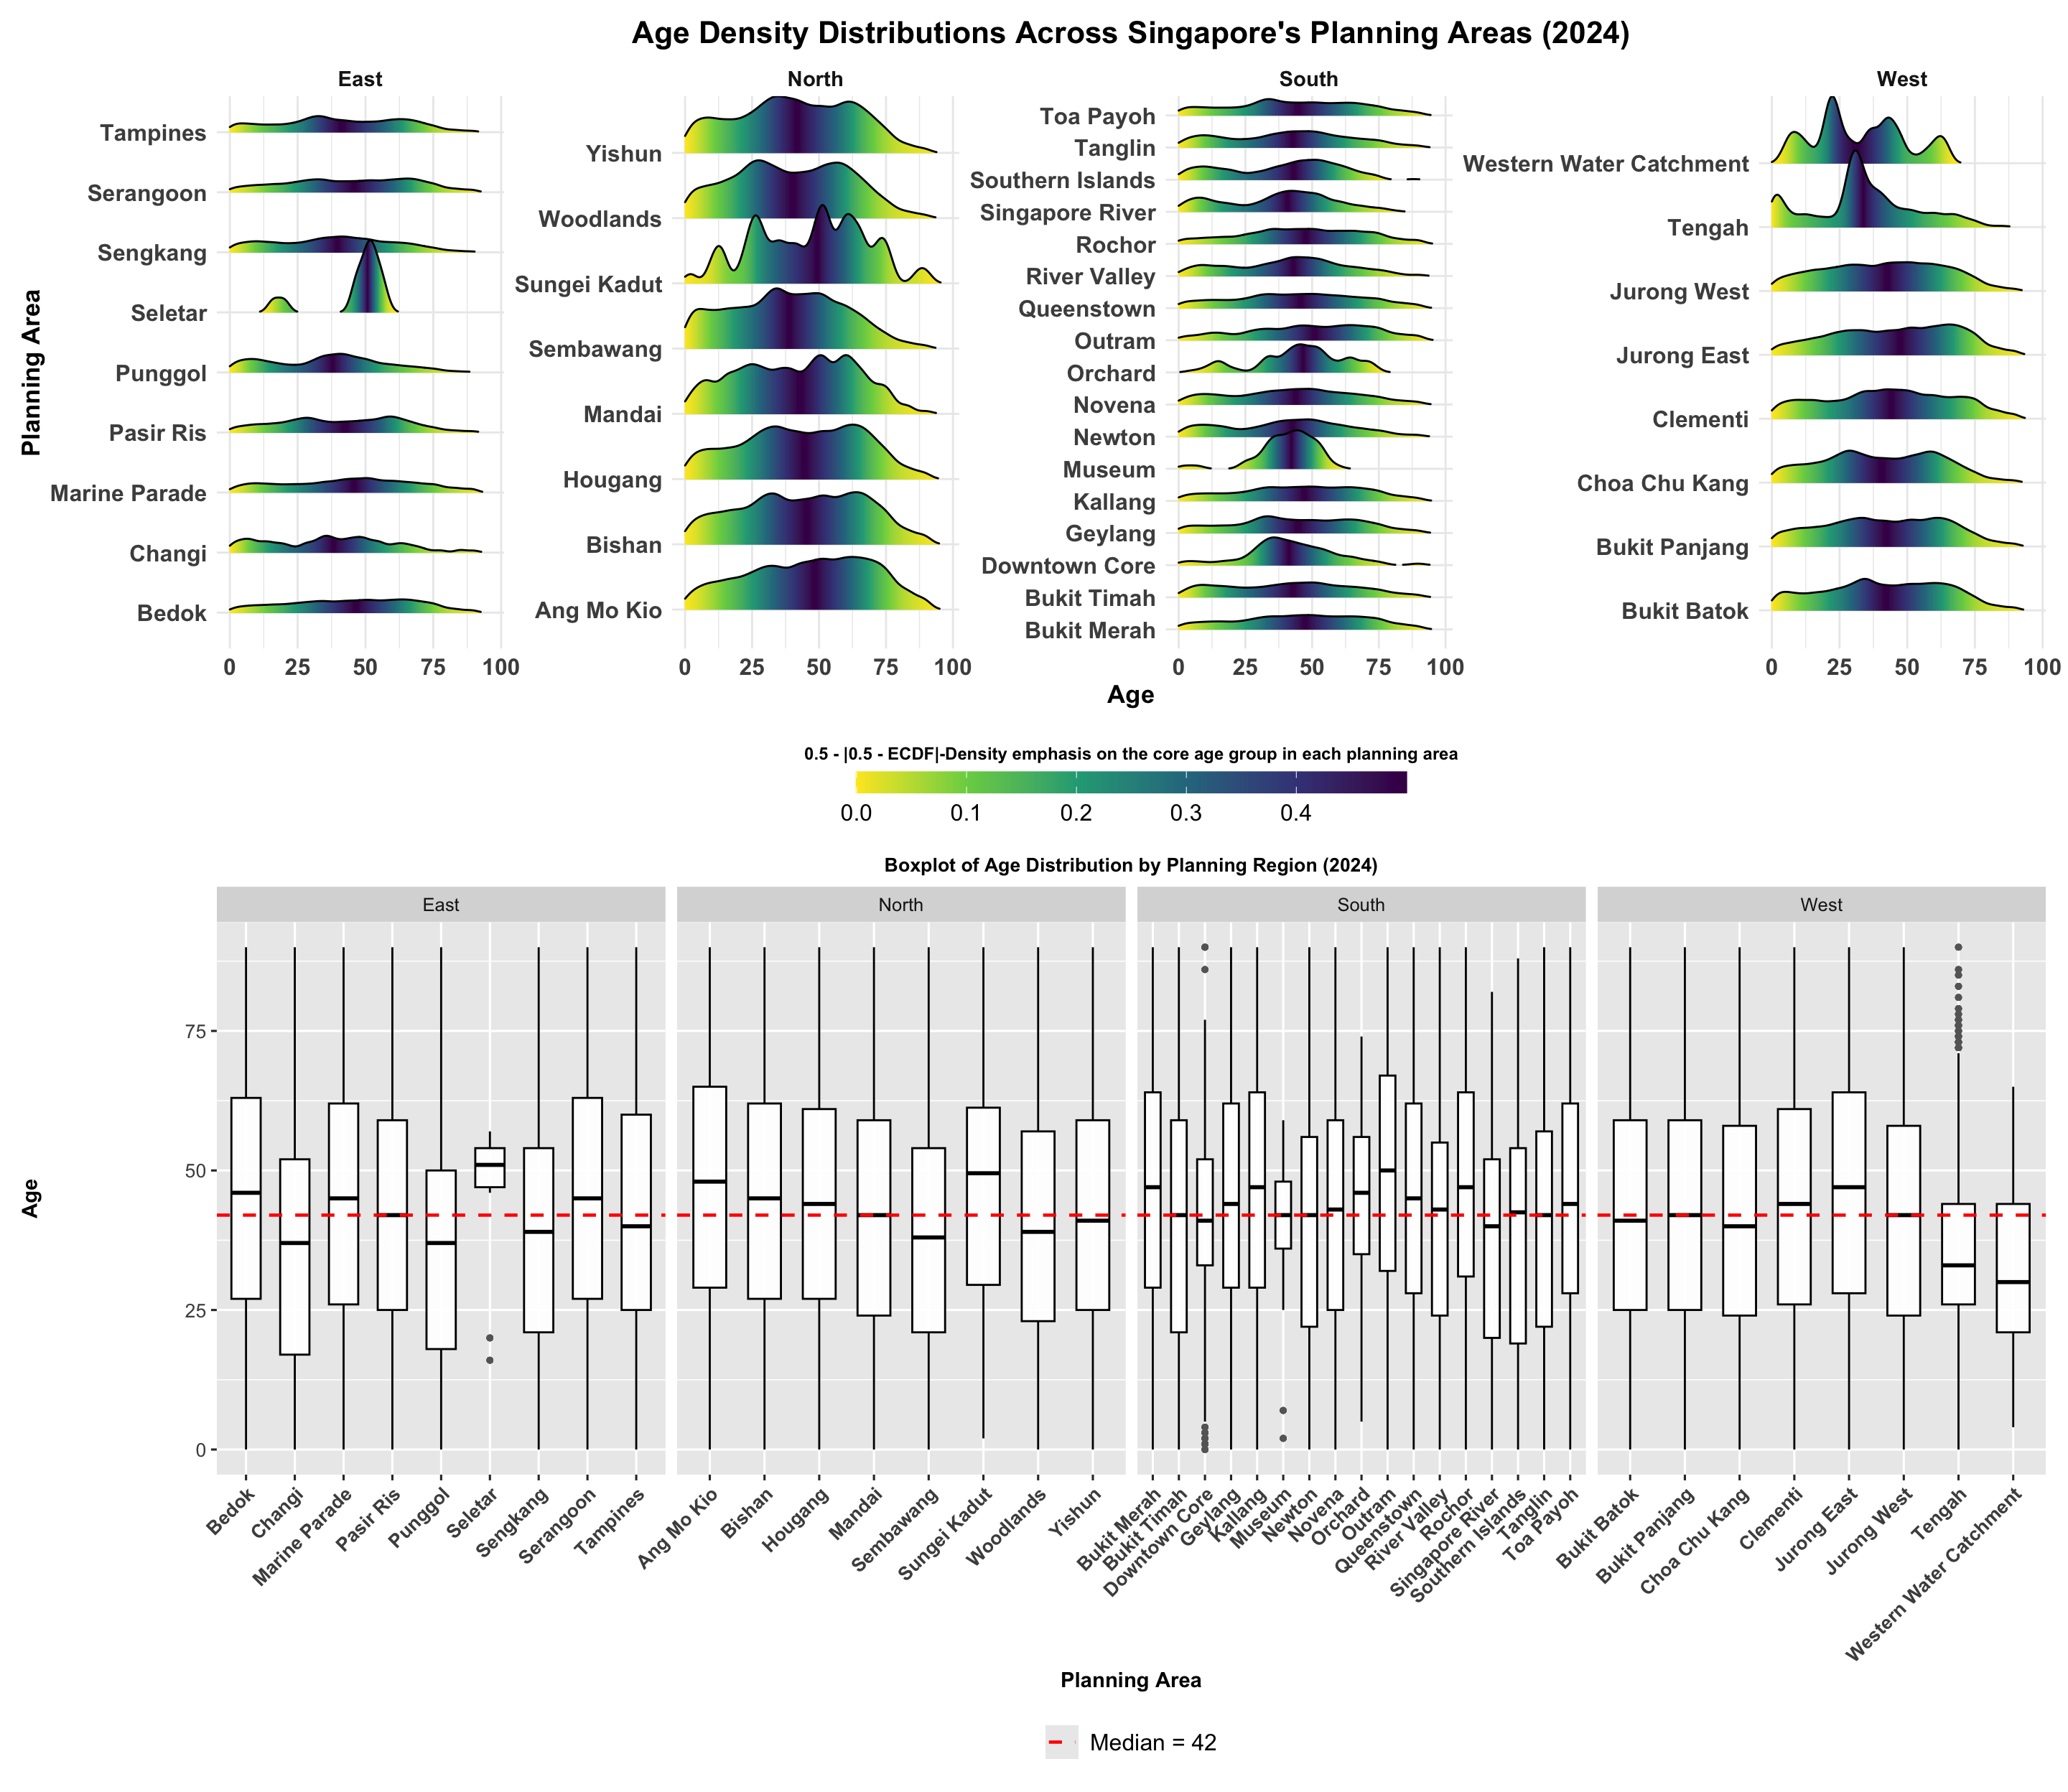 Age Density Distributions Across Singapore's Planning Areas (2024)
East
North
South
West
Planning Area
Tampines
Serangoon
Sengkang
Seletar
Punggol
Pasir Ris
Marine Parade
Changi
Bedok
0 25 50 75 100
Yishun
Woodlands
Sungei Kadut
Sembawang
Mandai
Hougang
Bishan
Ang Mo Kio
0 25 50 75 100
Toa Payoh
Tanglin
Southern Islands
Singapore River
Rochor
River Valley
Queenstown
Outram
Orchard
Novena
Newton
Museum
Kallang
Geylang
Downtown Core
Bukit Timah
Bukit Merah
0 25 50 75 100
Western Water Catchment
Tengah
Jurong West
Jurong East
Clementi
Choa Chu Kang
Bukit Panjang
Bukit Batok
0 25 50 75 100
Age
0.5 - |0.5 - ECDF|-Density emphasis on the core age group in each planning area
0.0 0.1 0.2 0.3 0.4
Boxplot of Age Distribution by Planning Region (2024)
East
North
South
West
Age
75
50
25
0
Bedok
Changi
Marine Parade
Pasir Ris
Punggol
Seletar
Sengkang
Serangoon
Tampines
Ang Mo Kio
Bishan
Hougang
Mandai
Sembawang
Sungei Kadut
Woodlands
Yishun
Bukit Merah
Bukit Timah
Downtown Core
Geylang
Kallang
Museum
Newton
Novena
Orchard
Outram
Queenstown
River Valley
Rochor
Singapore River
Southern Islands
Tanglin
Toa Payoh
Bukit Batok
Bukit Panjang
Choa Chu Kang
Clementi
Jurong East
Jurong West
Tengah
Western Water Catchment
Planning Area
Median = 42